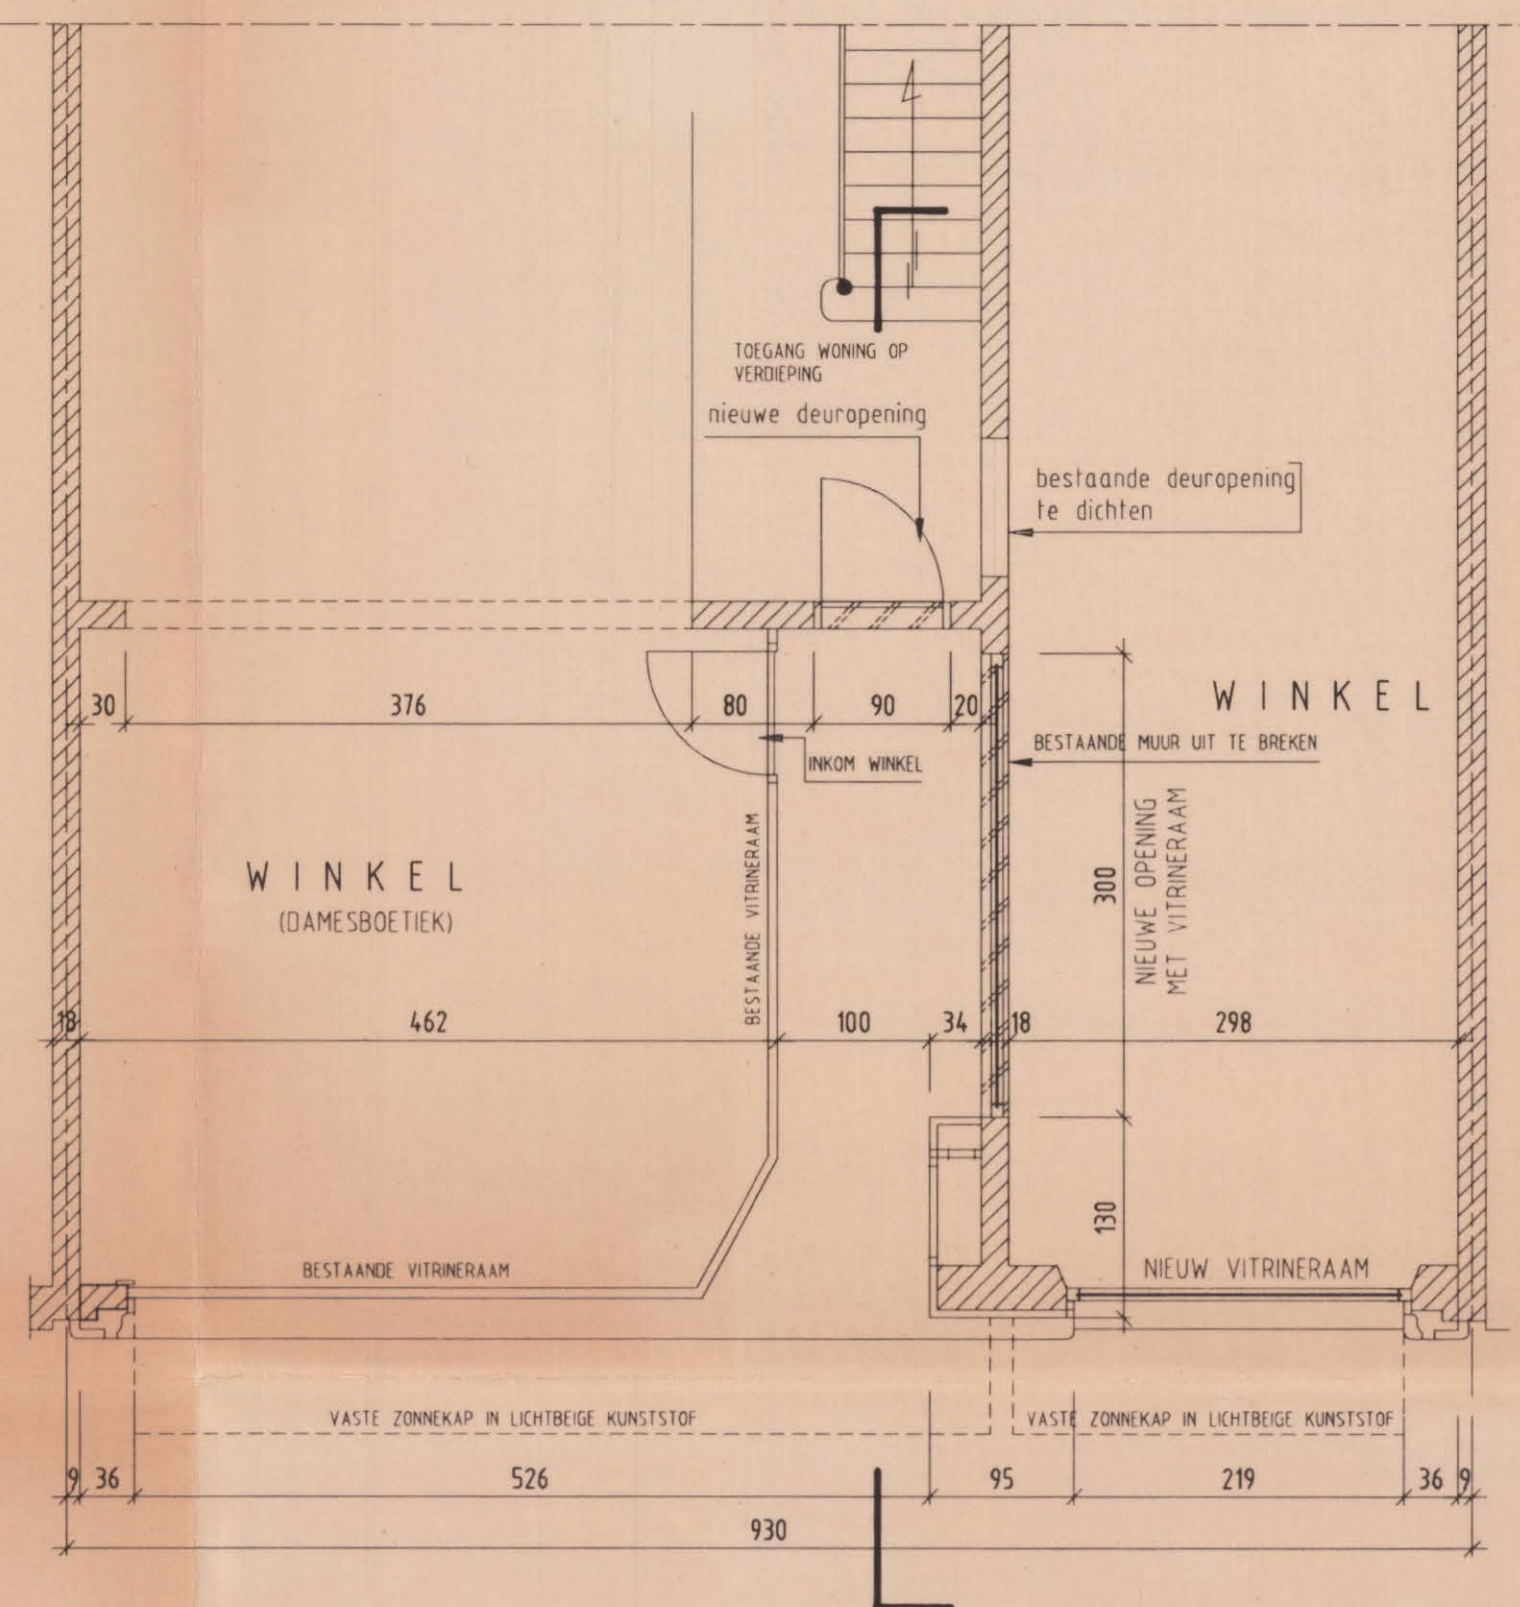 TOEGANG WONING OP
VERDIEPING
nieuwe deuropening
bestaande deuropening
te dichten
30
376
80
90
20
WINKEL
BESTAANDE MUUR UIT TE BREKEN
INKOM WINKEL
BESTAANDE VITRINERAAM
300
NIEUWE OPENING
MET VITRINERAAM
WINKEL
(DAMESBOETIEK)
18
462
100
34
18
298
130
BESTAANDE VITRINERAAM
NIEUW VITRINERAAM
VASTE ZONNEKAP IN LICHTBEIGE KUNSTSTOF
VASTE ZONNEKAP IN LICHTBEIGE KUNSTSTOF
9
36
526
95
219
36
9
930